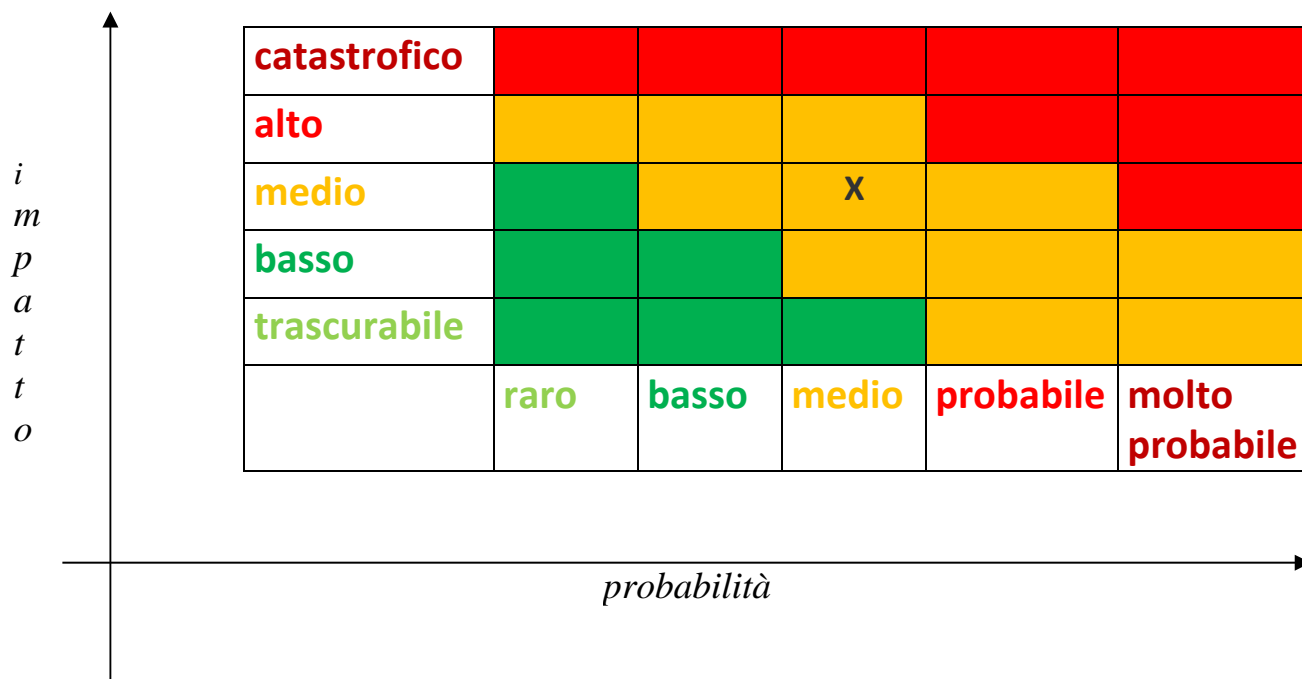 catastrofico
alto
medio X
basso
trascurabile
raro basso medio probabile molto
probabile
i
m
p
a
t
t
o
probabilità